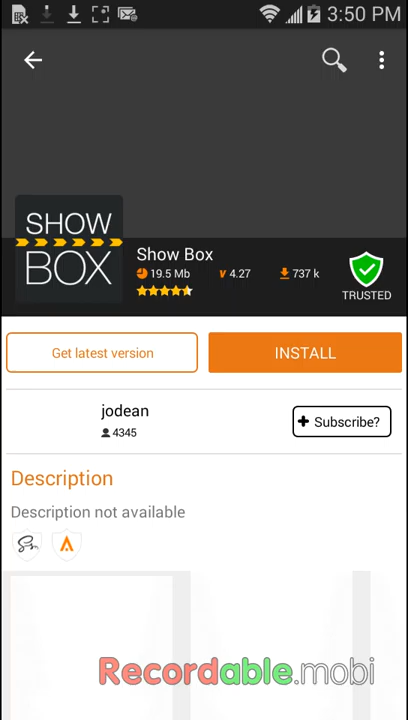 3:50 PM
SHOW
BOX
Show Box
19.5 Mb v 4.27 737 k
TRUSTED
Get latest version INSTALL
jodean
4345
+ Subscribe?
Description
Description not available
Recordable.mobi